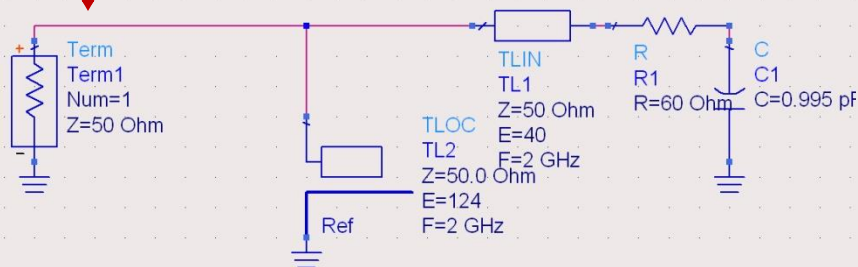 +
Term
Term1
Num=1
Z=50 Ohm
-
TLOC
TL2
Z=50.0 Ohm
E=124
F=2 GHz
Ref
TLIN
TL1
Z=50 Ohm
E=40
F=2 GHz
R
R1
R=60 Ohm
C
C1
C=0.995 pF